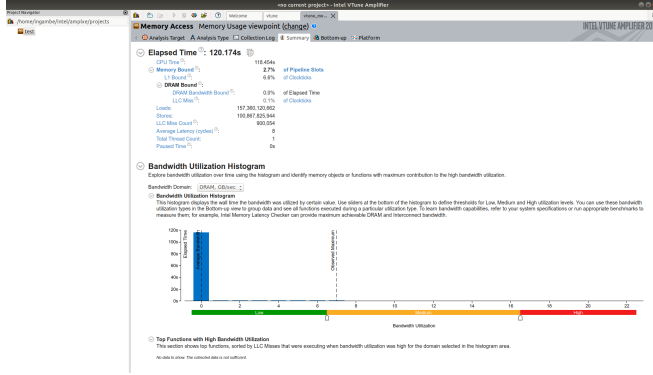 <no current project> - Intel VTune Amplifier
Project Navigator
/home/ingambe/intel/amplxe/projects
test
Welcome
vtune
vtune_me...
Memory Access Memory Usage viewpoint (change)
INTEL VTUNE AMPLIFIER 20
Analysis Target Analysis Type Collection Log Summary Bottom-up Platform
Elapsed Time: 120.174s
CPU Time: 118.454s
Memory Bound: 2.7% of Pipeline Slots
L1 Bound: 6.6% of Clockticks
DRAM Bound:
DRAM Bandwidth Bound: 0.0% of Elapsed Time
LLC Miss: 0.1% of Clockticks
Loads: 157,380,120,662
Stores: 100,867,825,944
LLC Miss Count: 900,054
Average Latency (cycles): 8
Total Thread Count: 1
Paused Time: 0s
Bandwidth Utilization Histogram
Explore bandwidth utilization over time using the histogram and identify memory objects or functions with maximum contribution to the high bandwidth utilization.
Bandwidth Domain: DRAM, GB/sec
Bandwidth Utilization Histogram
This histogram displays the wall time the bandwidth was utilized by certain value. Use sliders at the bottom of the histogram to define thresholds for Low, Medium and High utilization levels. You can use these bandwidth
utilization types in the Bottom-up view to group data and see all functions executed during a particular utilization type. To learn bandwidth capabilities, refer to your system specifications or run appropriate benchmarks to
measure them; for example, Intel Memory Latency Checker can provide maximum achievable DRAM and Interconnect bandwidth.
Elapsed Time
120s
100s
80s
60s
40s
20s
0s
Average Bandwidth
Observed Maximum
0 2 4 6 8 10 12 14 16 18 20 22
Low Medium High
Bandwidth Utilization
Top Functions with High Bandwidth Utilization
This section shows top functions, sorted by LLC Misses that were executing when bandwidth utilization was high for the domain selected in the histogram area.
No data to show. The collected data is not sufficient.